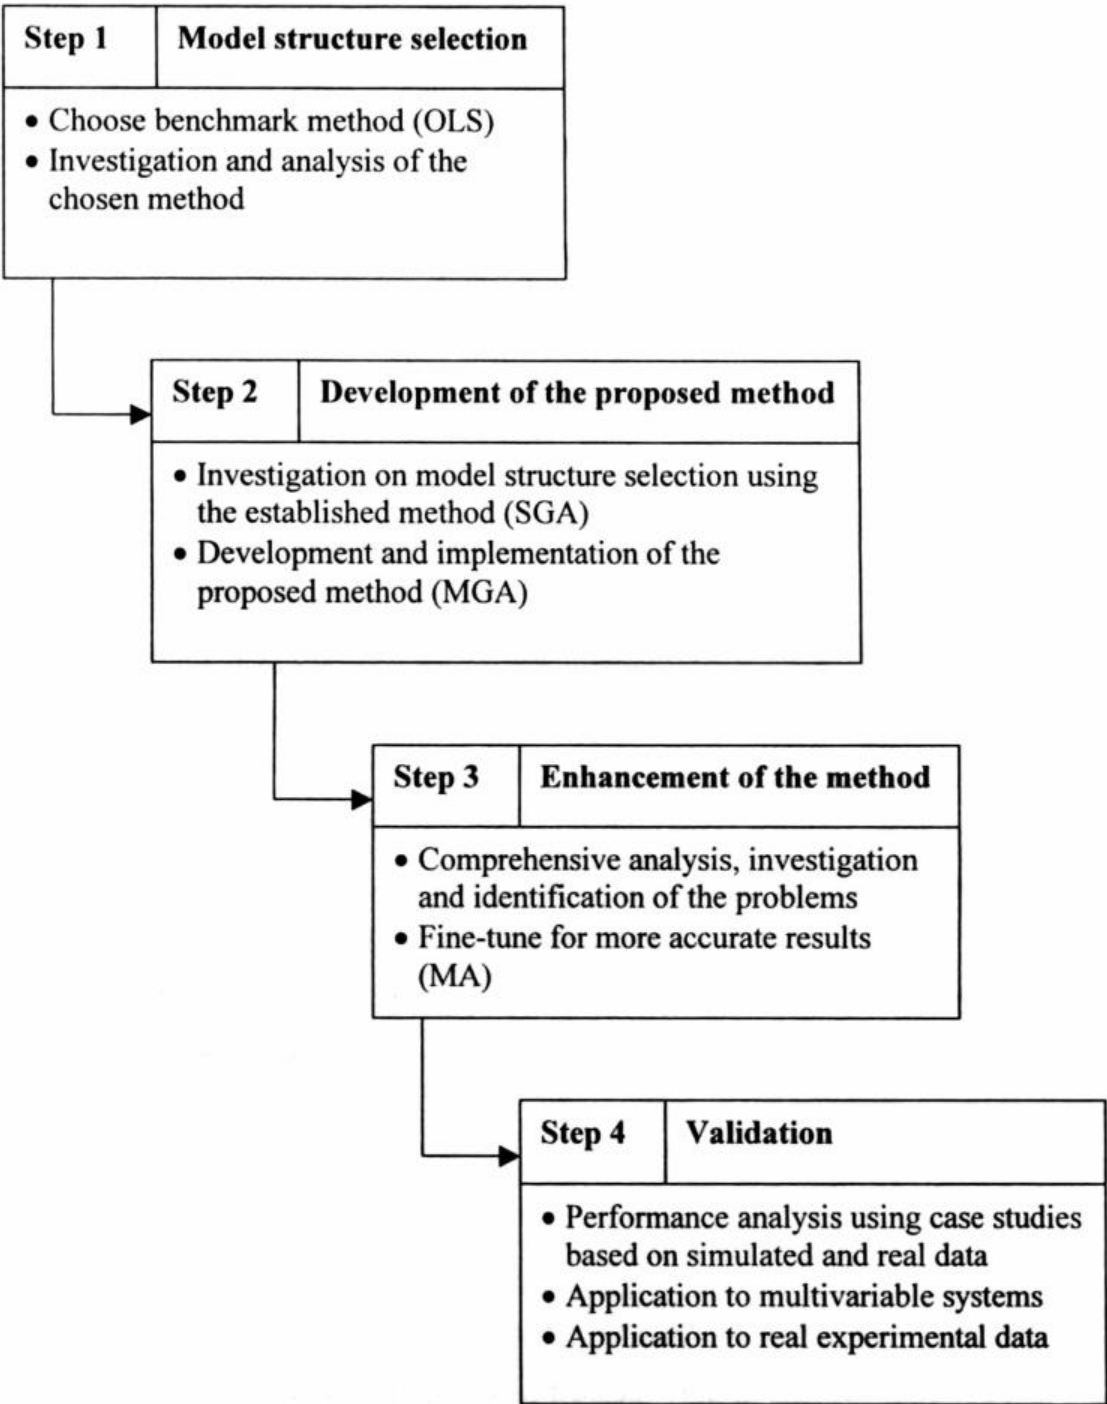 Step 1 Model structure selection
• Choose benchmark method (OLS)
• Investigation and analysis of the
chosen method
Step 2 Development of the proposed method
• Investigation on model structure selection using
the established method (SGA)
• Development and implementation of the
proposed method (MGA)
Step 3 Enhancement of the method
• Comprehensive analysis, investigation
and identification of the problems
• Fine-tune for more accurate results
(MA)
Step 4 Validation
• Performance analysis using case studies
based on simulated and real data
• Application to multivariable systems
• Application to real experimental data